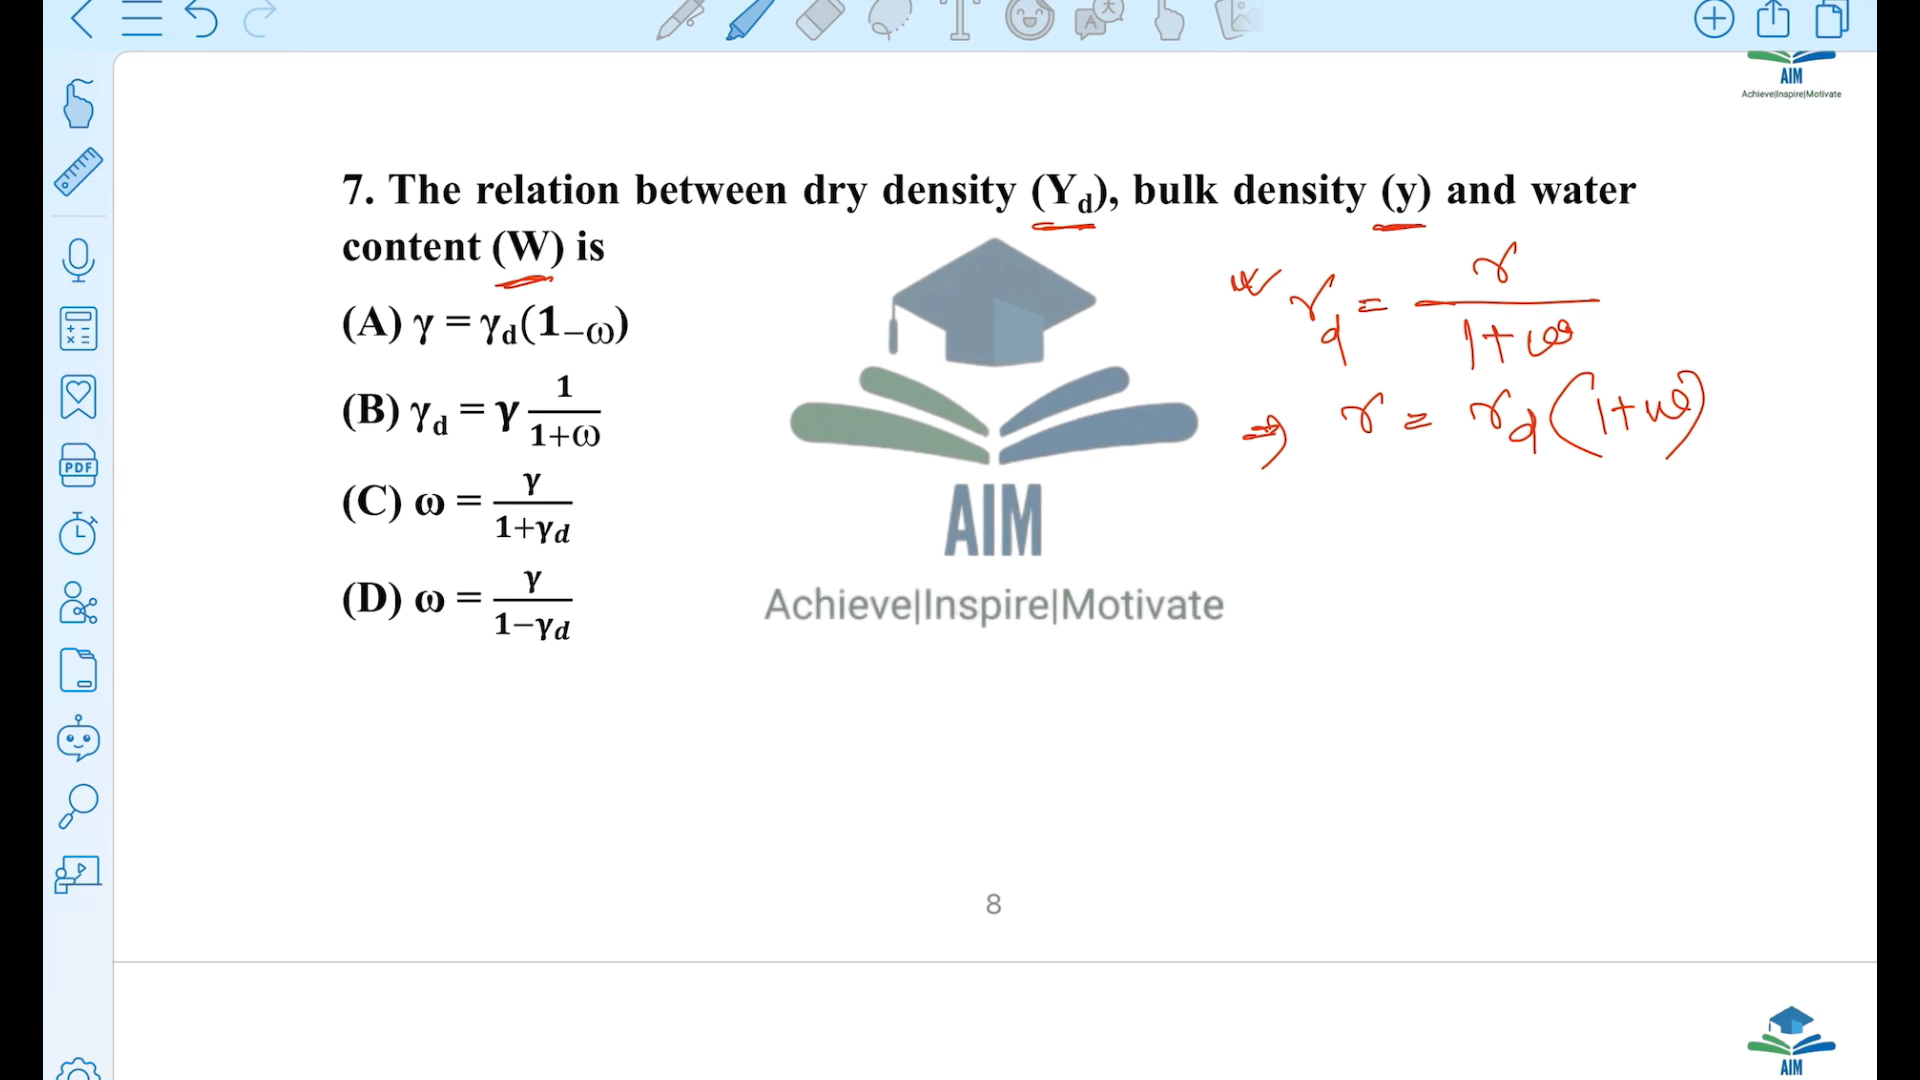 AIM
Achieve|Inspire|Motivate
7. The relation between dry density (Yd), bulk density (y) and water
content (W) is
(A) γ = γd(1−ω)
(B) γd = γ 1/(1+ω)
(C) ω = γ/(1+γd)
(D) ω = γ/(1−γd)
γd = γ/(1+ω)
⇒ γ = γd(1+ω)
AIM
Achieve|Inspire|Motivate
8
AIM
PDF